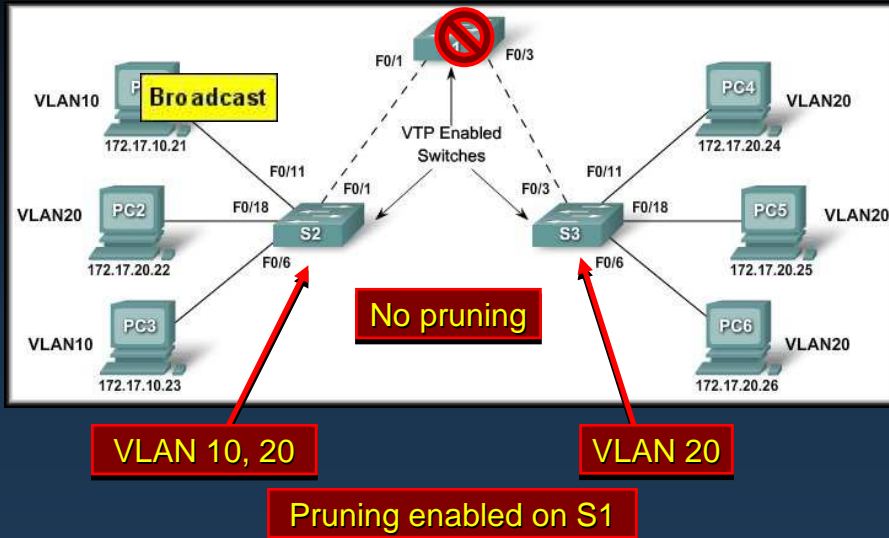 F0/1
F0/3
VLAN10
Broadcast
172.17.10.21
F0/11
VTP Enabled
Switches
PC4
VLAN20
172.17.20.24
F0/11
F0/1
F0/3
VLAN20
PC2
F0/18
S2
172.17.20.22
F0/6
S3
F0/18
PC5
VLAN20
172.17.20.25
F0/6
VLAN10
PC3
172.17.10.23
No pruning
PC6
VLAN20
172.17.20.26
VLAN 10, 20
VLAN 20
Pruning enabled on S1